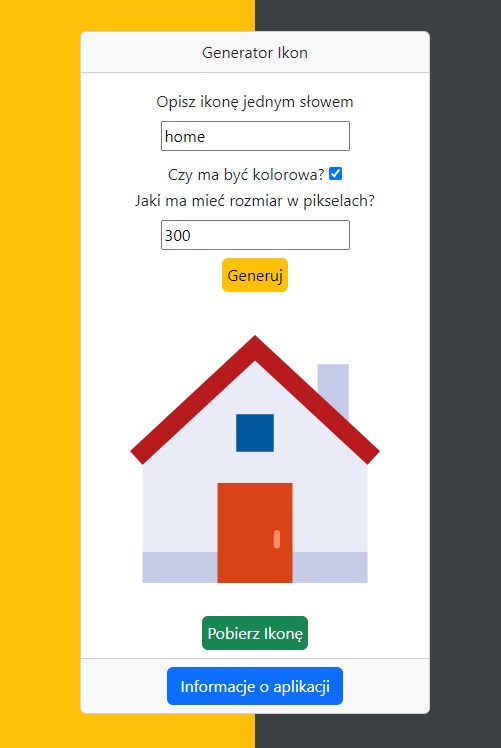 Generator Ikon
Opisz ikonę jednym słowem
home
Czy ma być kolorowa?
Jaki ma mieć rozmiar w pikselach?
300
Generuj
Pobierz Ikonę
Informacje o aplikacji